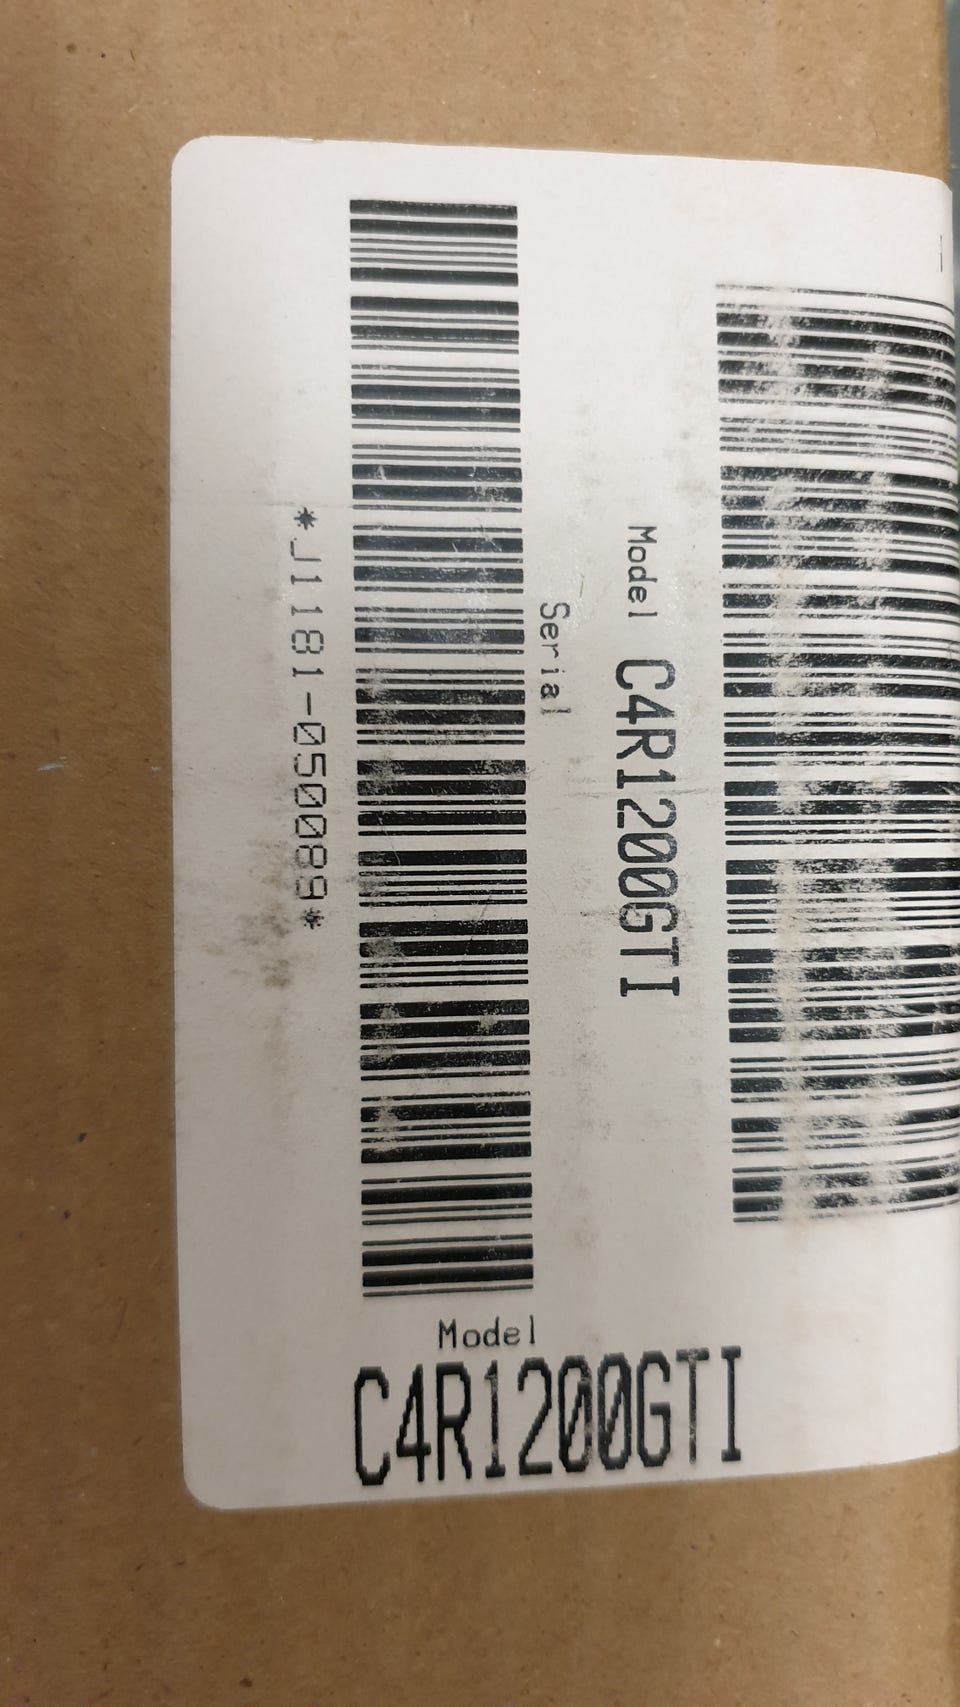 Model C4R1200GTI
Serial
*J1181-050089*
Model
C4R1200GTI